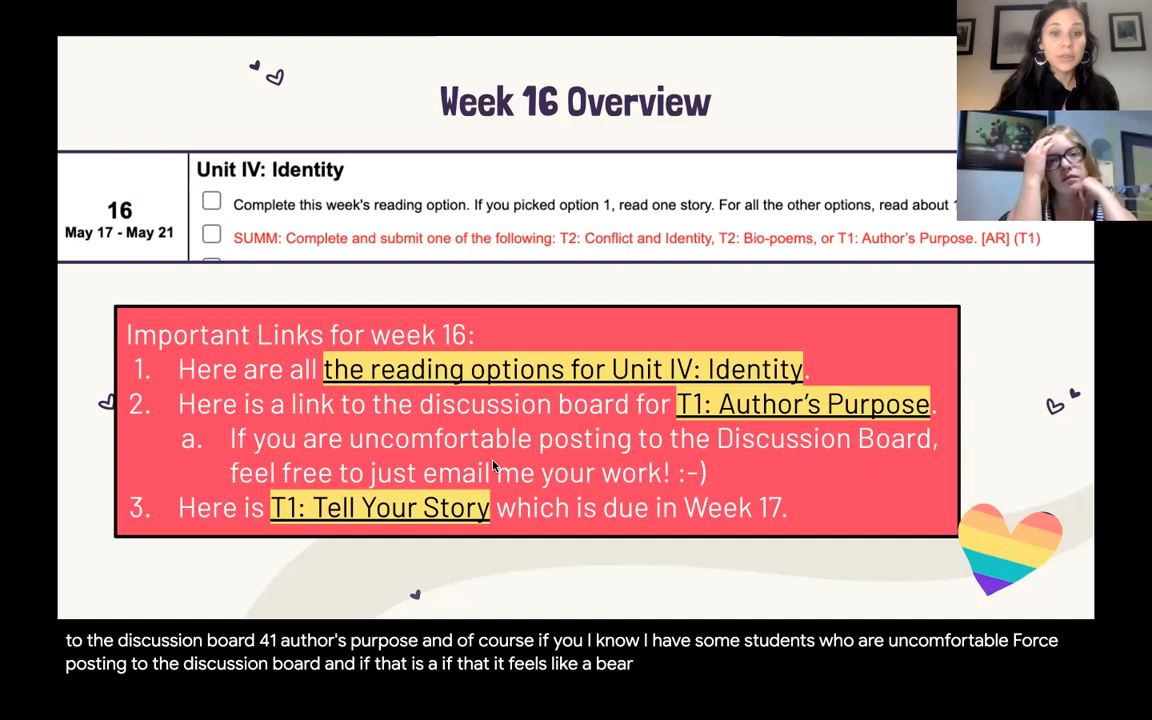 Week 16 Overview
Unit IV: Identity
16
May 17 - May 21
Complete this week's reading option. If you picked option 1, read one story. For all the other options, read about
SUMM: Complete and submit one of the following: T2: Conflict and Identity, T2: Bio-poems, or T1: Author's Purpose. [AR] (T1)
Important Links for week 16:
1. Here are all the reading options for Unit IV: Identity.
2. Here is a link to the discussion board for T1: Author's Purpose.
a. If you are uncomfortable posting to the Discussion Board,
feel free to just email me your work! :-)
3. Here is T1: Tell Your Story which is due in Week 17.
to the discussion board 41 author's purpose and of course if you I know I have some students who are uncomfortable Force
posting to the discussion board and if that is a if that it feels like a bear